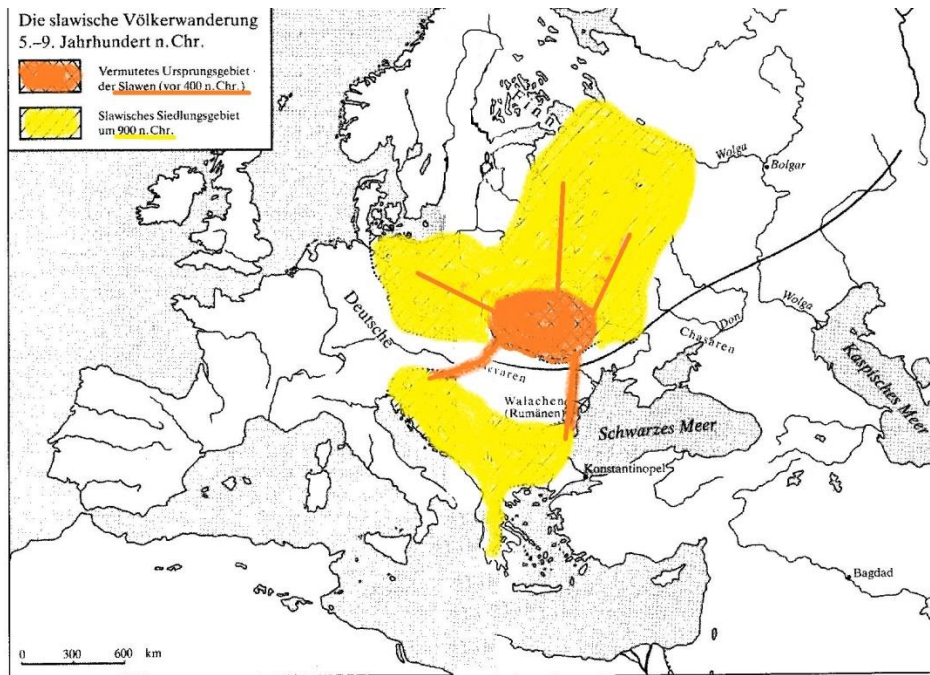 Die slawische Völkerwanderung
5.–9. Jahrhundert n. Chr.
Vermutetes Ursprungsgebiet
der Slawen (vor 400 n. Chr.)
Slawisches Siedlungsgebiet
um 900 n. Chr.
Finn
Wolga
Bolgar
Deutsche
Wolga
Don
Chasaren
Kaspisches Meer
Walachen
(Rumänen)
Schwarzes Meer
Konstantinopel
Bagdad
0 300 600 km